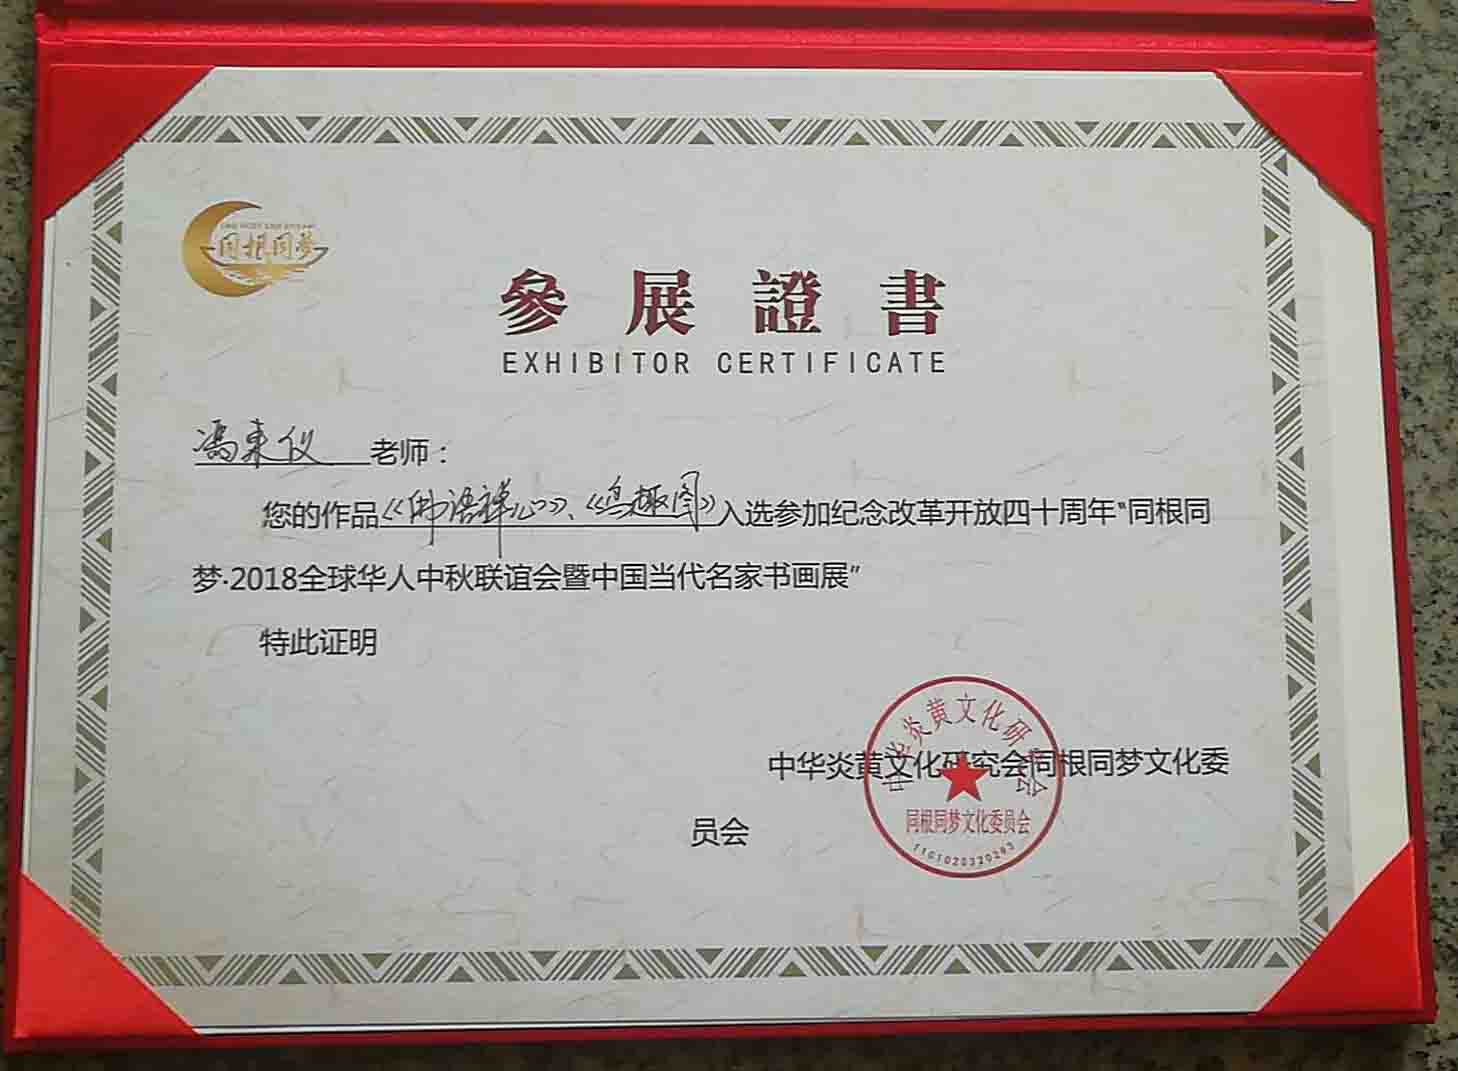 同根同梦
參展證書
EXHIBITOR CERTIFICATE
冯来仪 老师：
您的作品《佛语禅心》、《鸟趣图》入选参加纪念改革开放四十周年“同根同
梦·2018全球华人中秋联谊会暨中国当代名家书画展”
特此证明
中华炎黄文化研究会同根同梦文化委
员会
中华炎黄文化研究会
同根同梦文化委员会
1101020320293